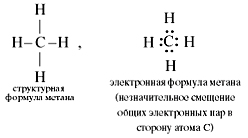 H
H–C–H ,
H
структурная
формула метана
H
H : C : H
H
электронная формула метана
(незначительное смещение
общих электронных пар в
сторону атома C)